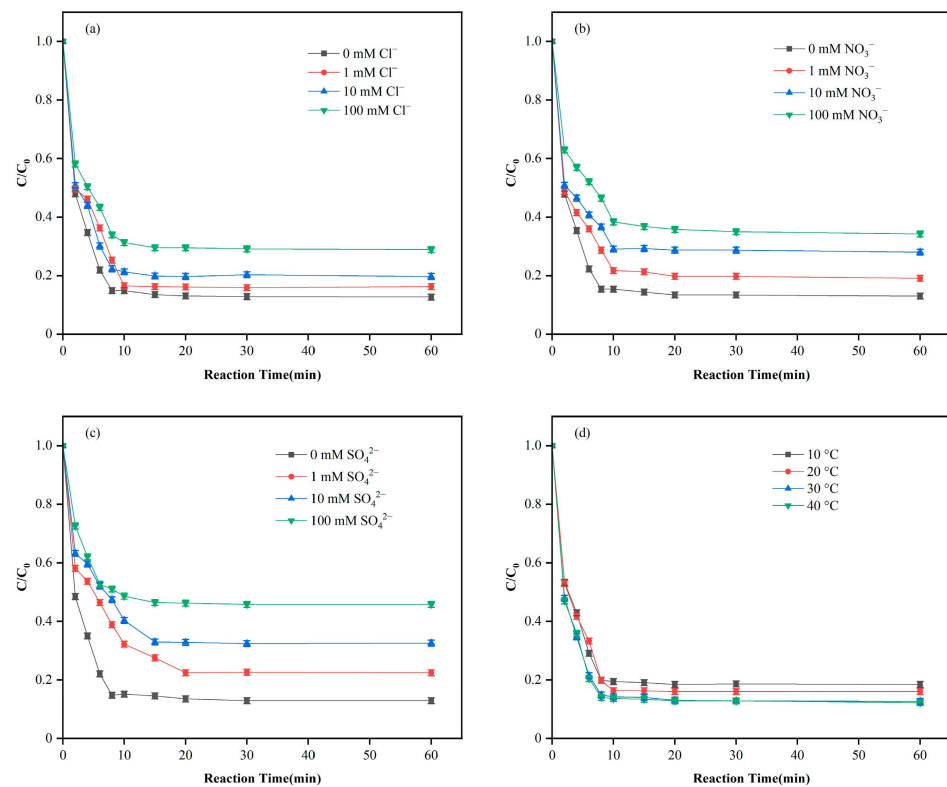 (a)
0 mM Cl⁻
1 mM Cl⁻
10 mM Cl⁻
100 mM Cl⁻
C/C₀
1.0
0.8
0.6
0.4
0.2
0
0 10 20 30 40 50 60
Reaction Time(min)
(b)
0 mM NO₃⁻
1 mM NO₃⁻
10 mM NO₃⁻
100 mM NO₃⁻
C/C₀
1.0
0.8
0.6
0.4
0.2
0
0 10 20 30 40 50 60
Reaction Time(min)
(c)
0 mM SO₄²⁻
1 mM SO₄²⁻
10 mM SO₄²⁻
100 mM SO₄²⁻
C/C₀
1.0
0.8
0.6
0.4
0.2
0
0 10 20 30 40 50 60
Reaction Time(min)
(d)
10 °C
20 °C
30 °C
40 °C
C/C₀
1.0
0.8
0.6
0.4
0.2
0
0 10 20 30 40 50 60
Reaction Time(min)